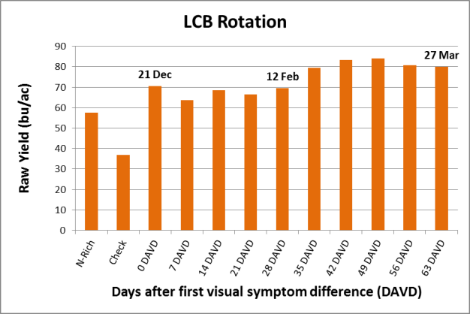 LCB Rotation
Raw Yield (bu/ac)
90
80
70
60
50
40
30
20
10
0
21 Dec
12 Feb
27 Mar
N-Rich
Check
0 DAVD
7 DAVD
14 DAVD
21 DAVD
28 DAVD
35 DAVD
42 DAVD
49 DAVD
56 DAVD
63 DAVD
Days after first visual symptom difference (DAVD)